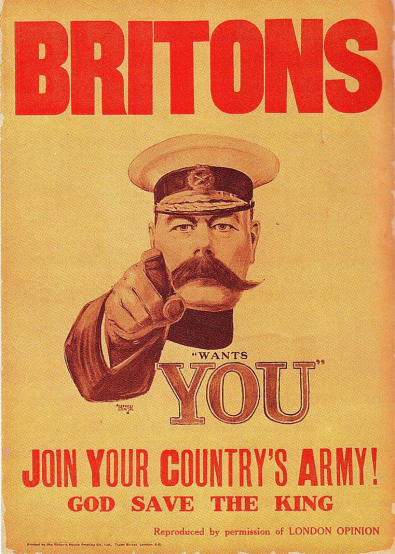 BRITONS
"WANTS
YOU"
JOIN YOUR COUNTRY'S ARMY!
GOD SAVE THE KING
Reproduced by permission of LONDON OPINION